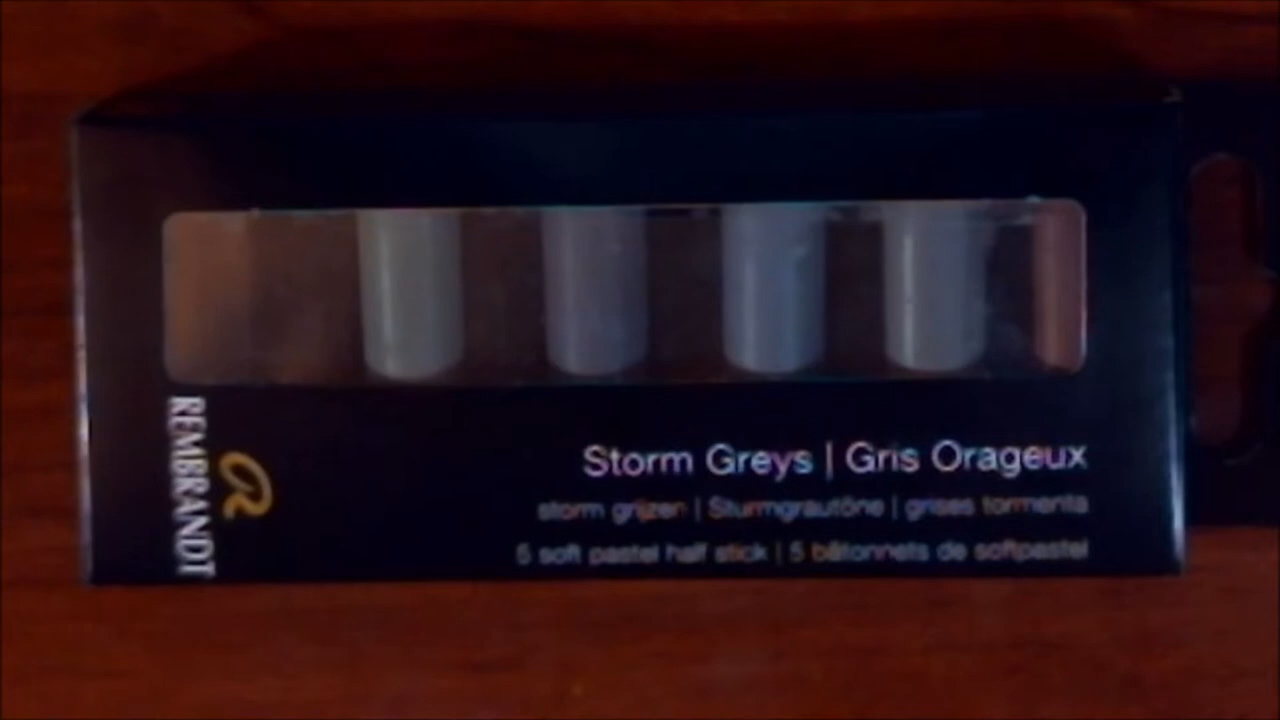 REMBRANDT
Storm Greys | Gris Orageux
storm grijzen | Sturmgrautöne | grises tormenta
5 soft pastel half stick | 5 bâtonnets de softpastel